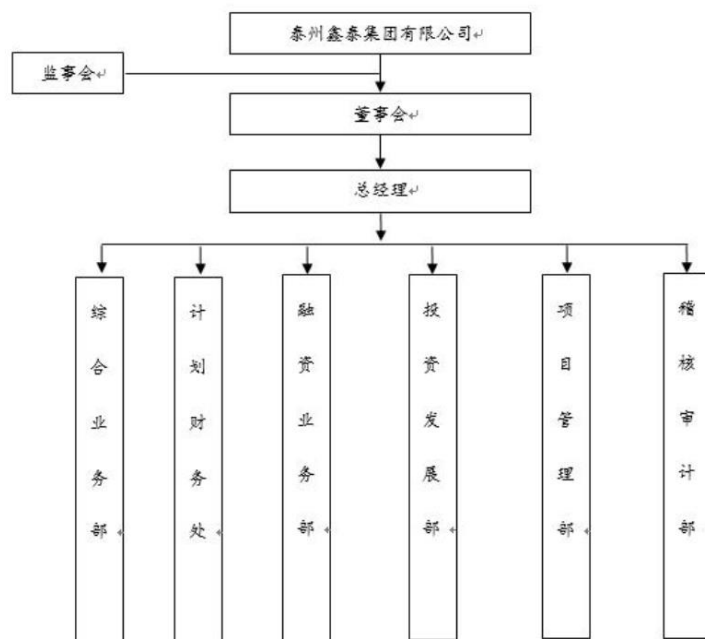 泰州鑫泰集团有限公司
监事会
董事会
总经理
综合业务部
计划财务处
融资业务部
投资发展部
项目管理部
稽核审计部